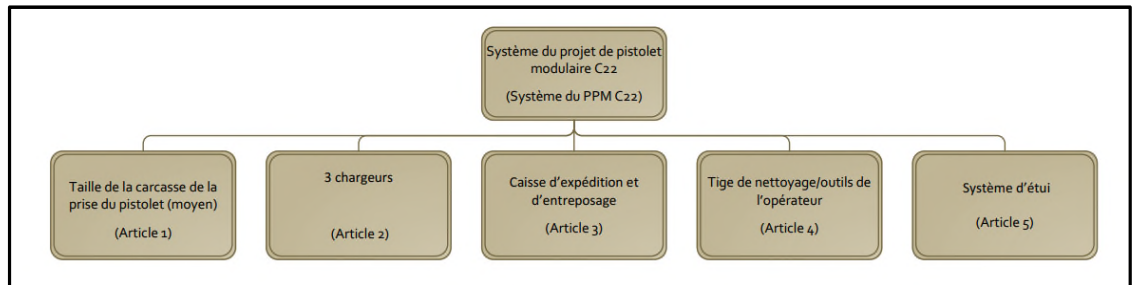 Système du projet de pistolet
modulaire C22
(Système du PPM C22)
Taille de la carcasse de la
prise du pistolet (moyen)
(Article 1)
3 chargeurs
(Article 2)
Caisse d'expédition et
d'entreposage
(Article 3)
Tige de nettoyage/outils de
l'opérateur
(Article 4)
Système d'étui
(Article 5)